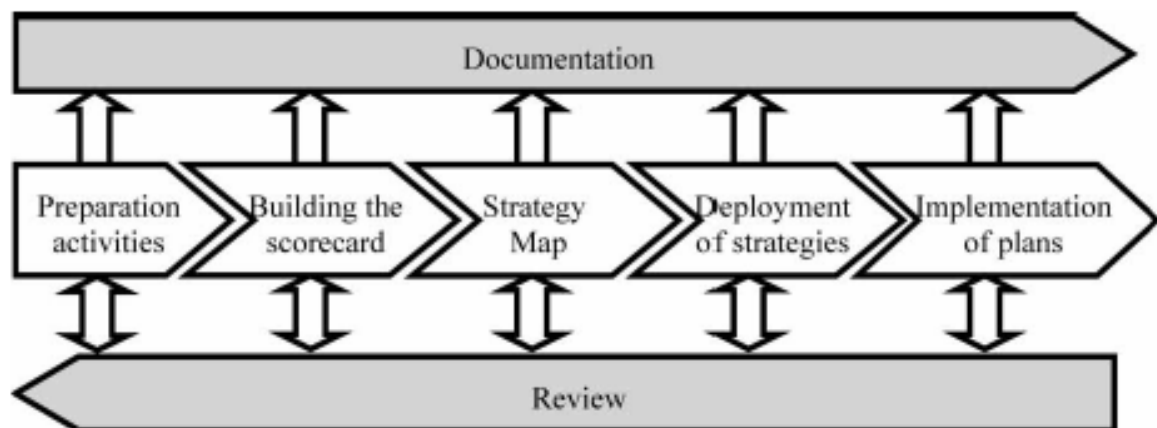 Documentation
Preparation
activities
Building the
scorecard
Strategy
Map
Deployment
of strategies
Implementation
of plans
Review